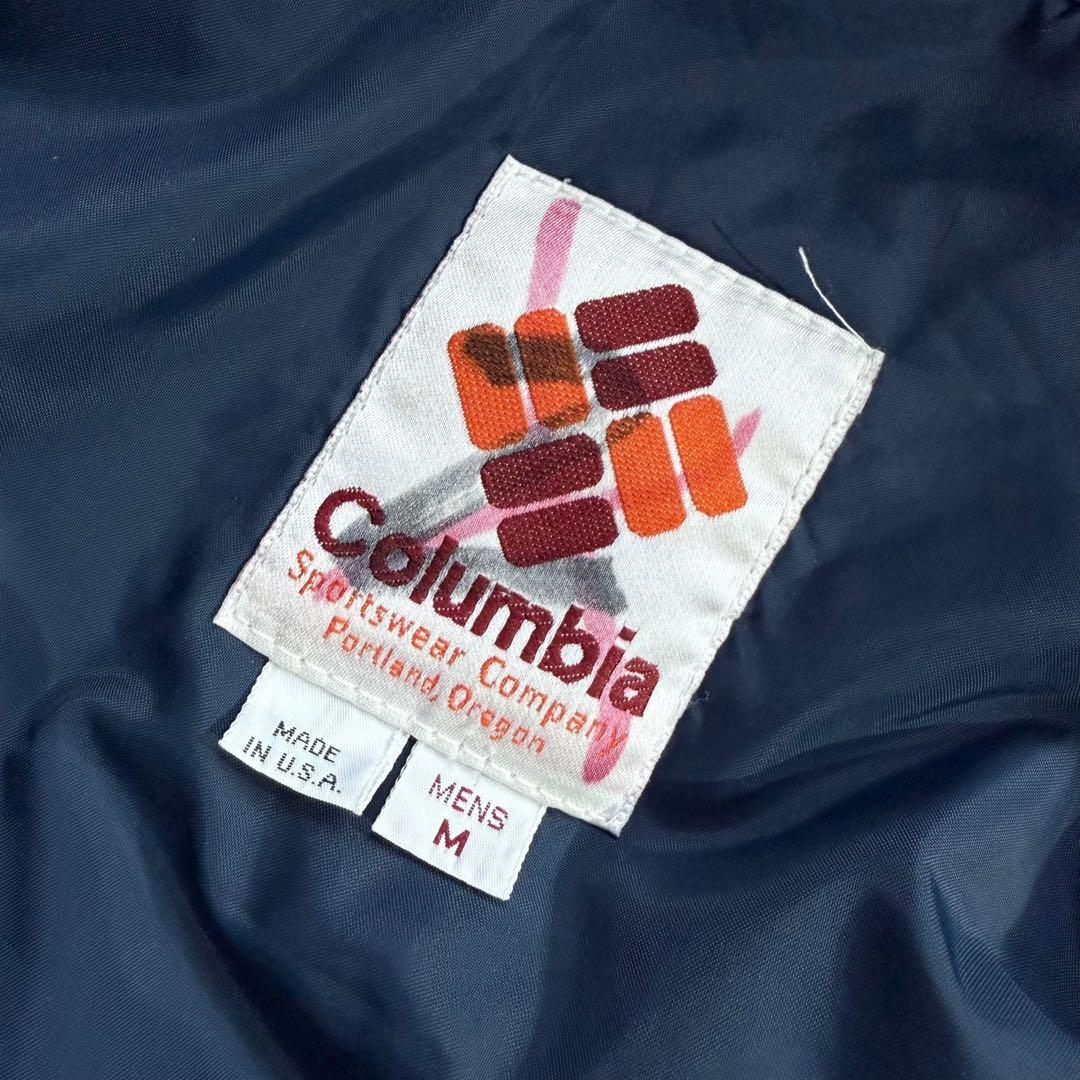 Columbia
Sportswear Company
Portland, Oregon
MADE
IN U.S.A.
MENS
M